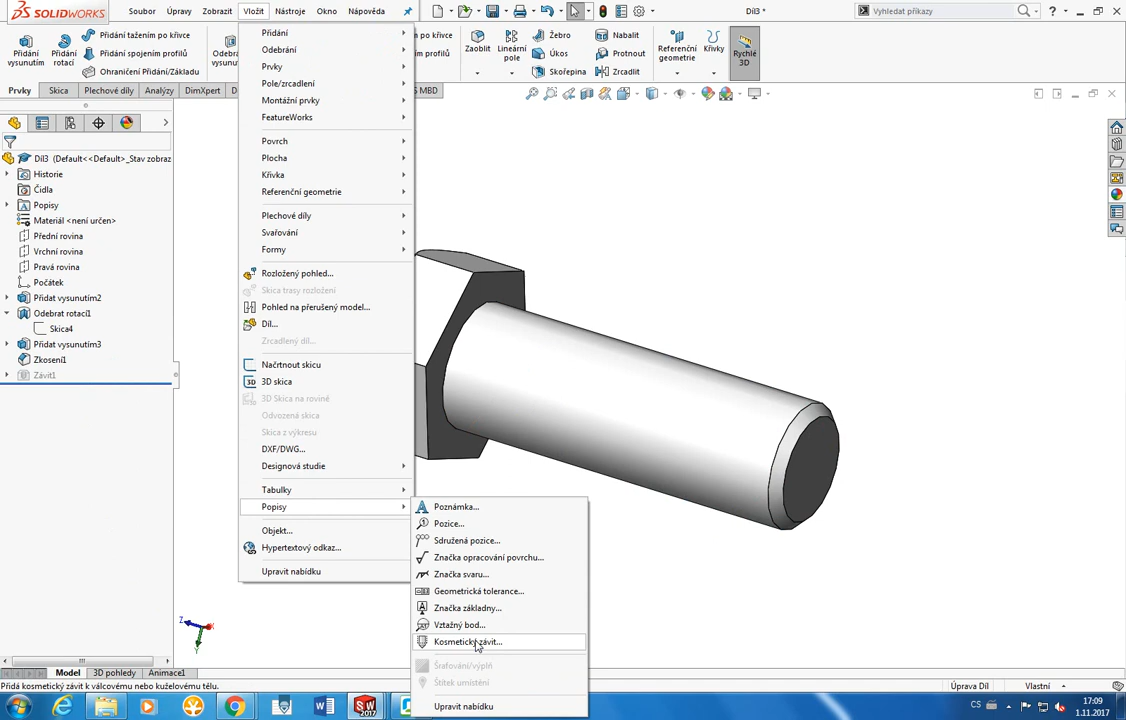 SOLIDWORKS
Soubor Úpravy Zobrazit Vložit Nástroje Okno Nápověda
Díl3 *
Vyhledat příkazy
Přidání vysunutím
Přidání rotací
Přidání tažením po křivce
Přidání spojením profilů
Ohraničení Přidání/Základu
Zaoblit
Lineární pole
Žebro
Úkos
Skořepina
Nabalit
Protnout
Zrcadlit
Referenční geometrie
Křivky
Rychlé 3D
Prvky Skica Plechové díly Analýzy DimXpert
MBD
Díl3 (Default<<Default>_Stav zobraz
Historie
Čidla
Popisy
Materiál <není určen>
Přední rovina
Vrchní rovina
Pravá rovina
Počátek
Přidat vysunutím2
Odebrat rotací1
Skica4
Přidat vysunutím3
Zkosení1
Závit1
Přidání
Odebrání
Prvky
Pole/zrcadlení
Montážní prvky
FeatureWorks
Povrch
Plocha
Křivka
Referenční geometrie
Plechové díly
Svařování
Formy
Rozložený pohled...
Skica trasy rozložení
Pohled na přerušený model...
Díl...
Zrcadlený díl...
Načrtnout skicu
3D skica
3D Skica na rovině
Odvozená skica
Skica z výkresu
DXF/DWG...
Designová studie
Tabulky
Popisy
Objekt...
Hypertextový odkaz...
Upravit nabídku
Poznámka...
Pozice...
Sdružená pozice...
Značka opracování povrchu...
Značka svaru...
Geometrická tolerance...
Značka základny...
Vztažný bod...
Kosmetický závit...
Šrafování/výplň
Štítek umístění
Upravit nabídku
Z X Y
Model 3D pohledy Animace1
Přidá kosmetický závit k válcovému nebo kuželovému tělu.
Úprava Díl
Vlastní
CS
17:09
1.11.2017